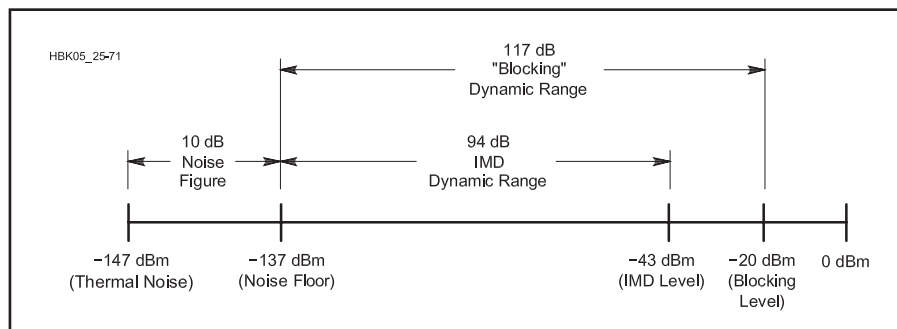 HBK05_25-71
117 dB
"Blocking"
Dynamic Range
10 dB
Noise
Figure
94 dB
IMD
Dynamic Range
−147 dBm
(Thermal Noise)
−137 dBm
(Noise Floor)
−43 dBm
(IMD Level)
−20 dBm
(Blocking
Level)
0 dBm